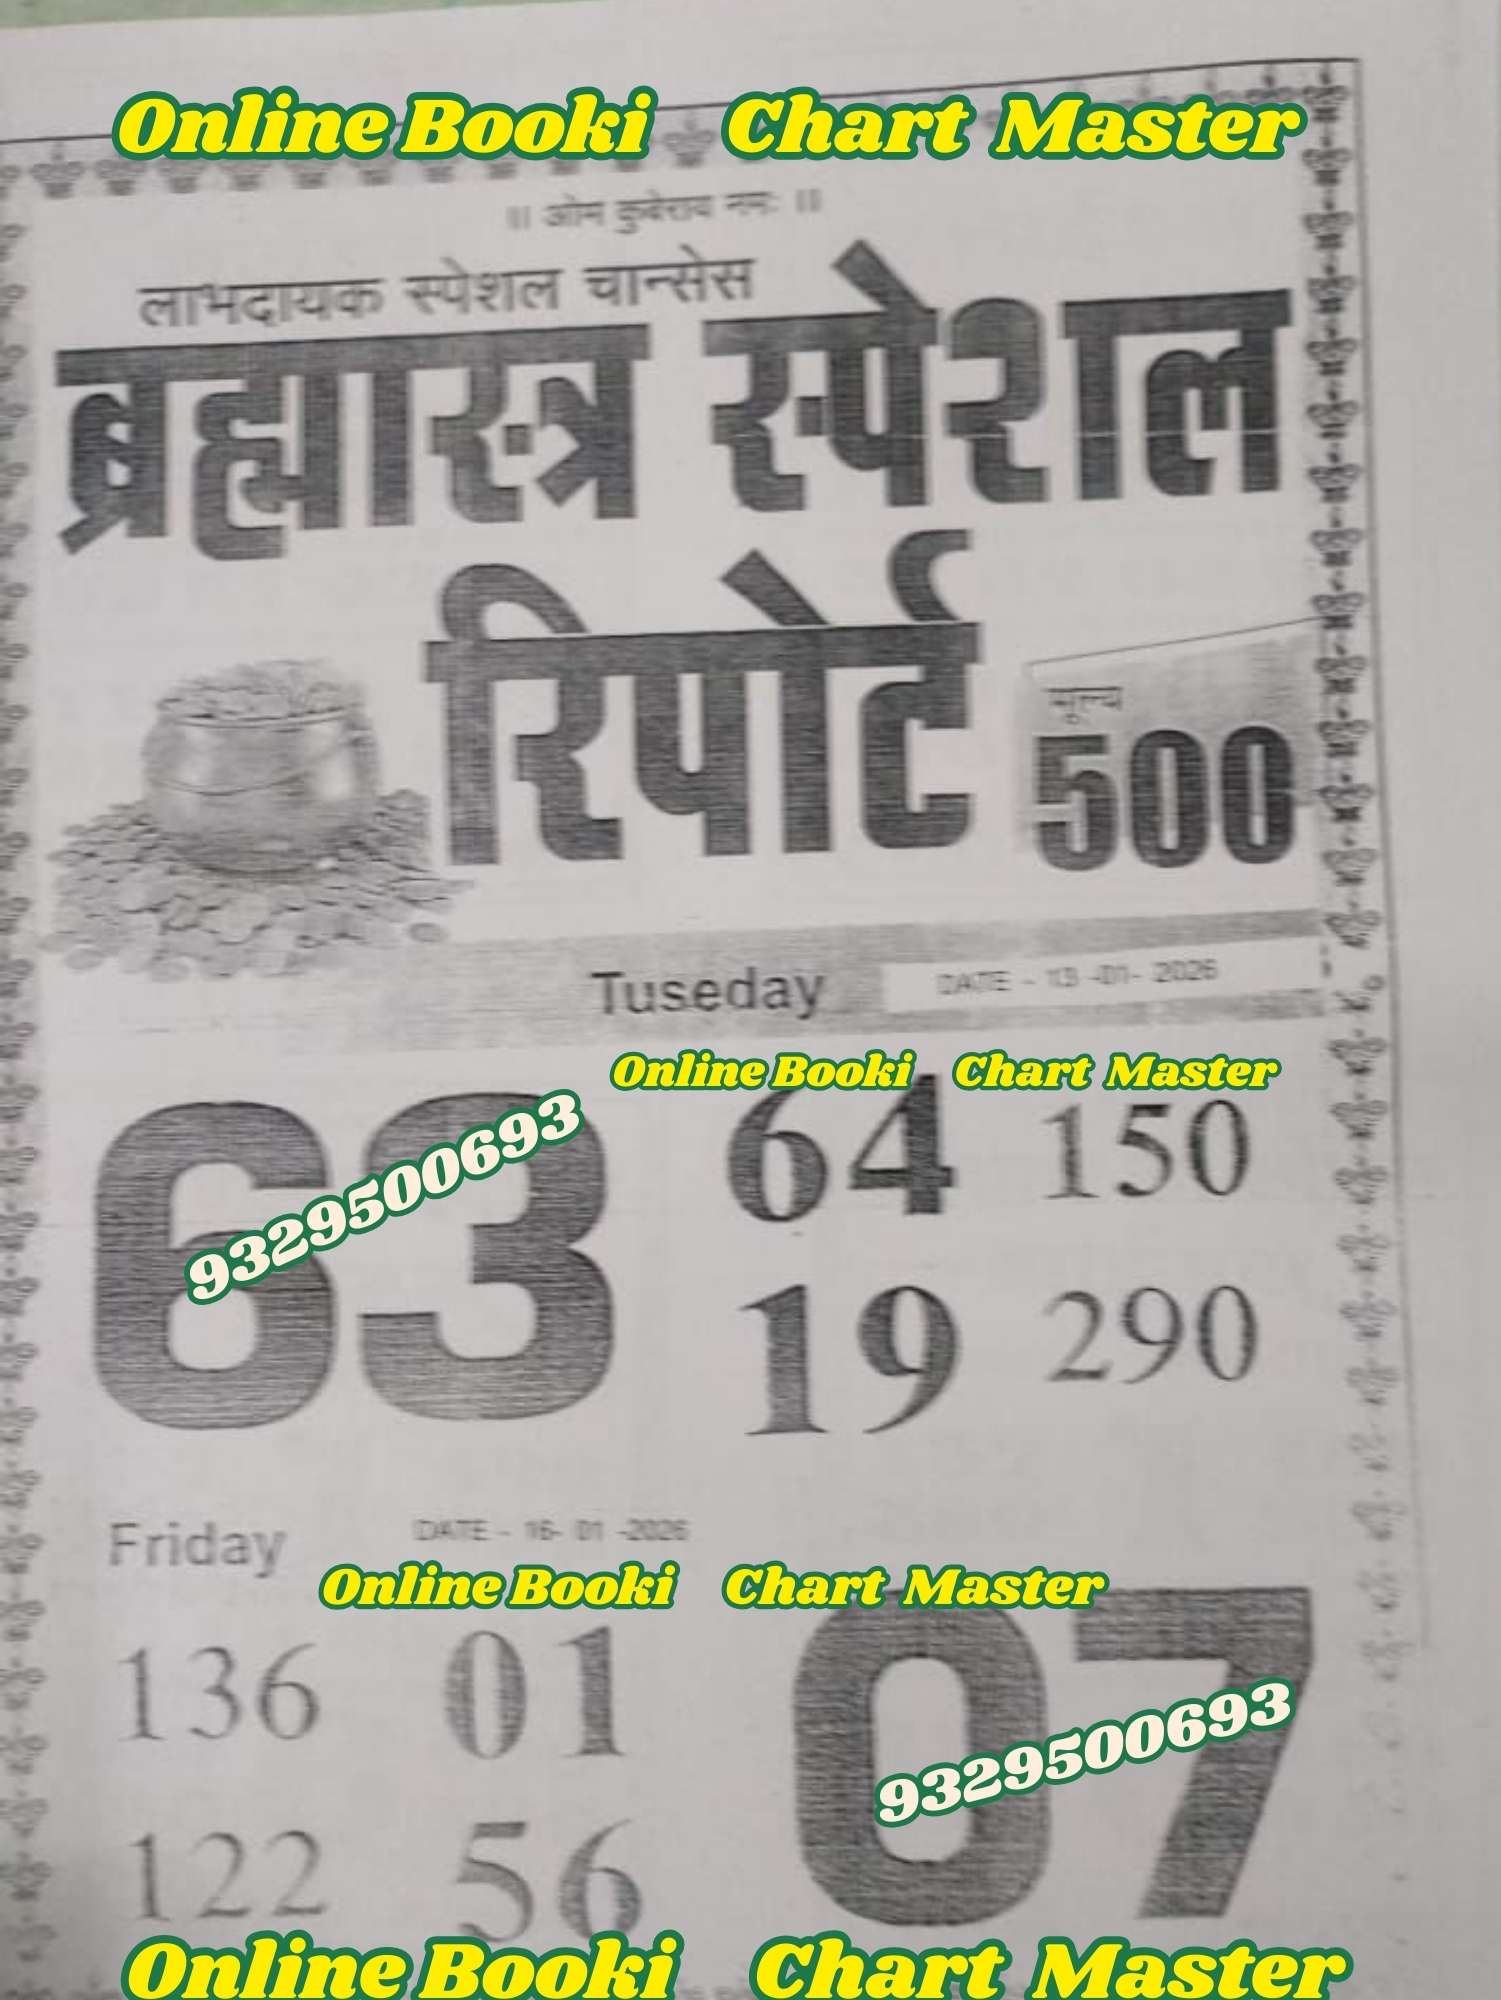 Online Booki Chart Master
॥ ओम कुबेराय नमः ॥
लाभदायक स्पेशल चान्सेस
ब्रह्मास्त्र स्पेशल
रिपोर्ट
मूल्य
500
Tuseday DATE - 13 -01- 2026
Online Booki Chart Master
63 64 150
9329500693
19 290
Friday DATE - 16- 01 -2026
Online Booki Chart Master
136 01 07
9329500693
122 56
Online Booki Chart Master